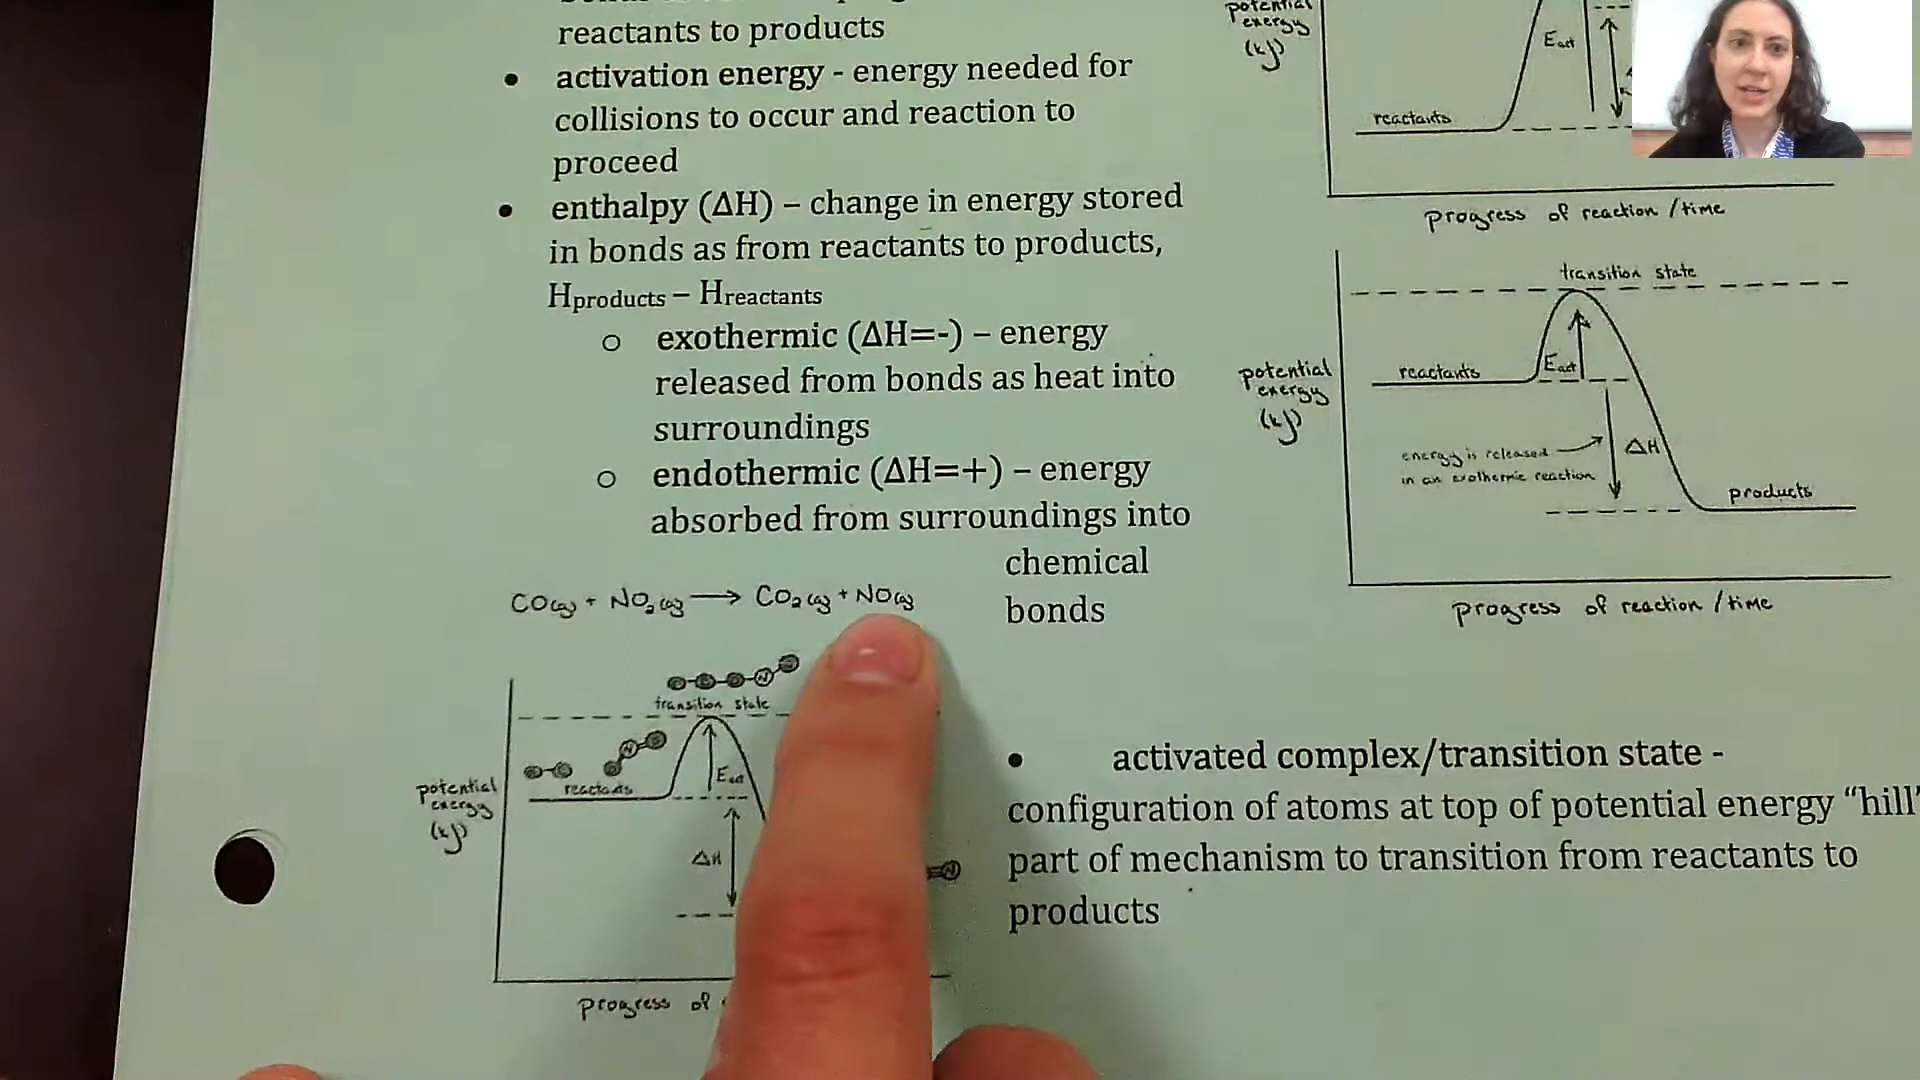 reactants to products
• activation energy - energy needed for
collisions to occur and reaction to
proceed
• enthalpy (ΔH) – change in energy stored
in bonds as from reactants to products,
Hproducts – Hreactants
o exothermic (ΔH=-) – energy
released from bonds as heat into
surroundings
o endothermic (ΔH=+) – energy
absorbed from surroundings into
chemical
bonds
CO(g) + NO₂(g) → CO₂(g) + NO(g)
transition state
Eact
reactants
potential
energy
(kJ)
ΔH
N
progress of
• activated complex/transition state -
configuration of atoms at top of potential energy “hill”
part of mechanism to transition from reactants to
products
potential
energy
(kJ)
Eact
reactants
progress of reaction /time
transition state
potential
energy
(kJ)
reactants
Eact
energy is released
in an exothermic reaction
ΔH
products
progress of reaction /time